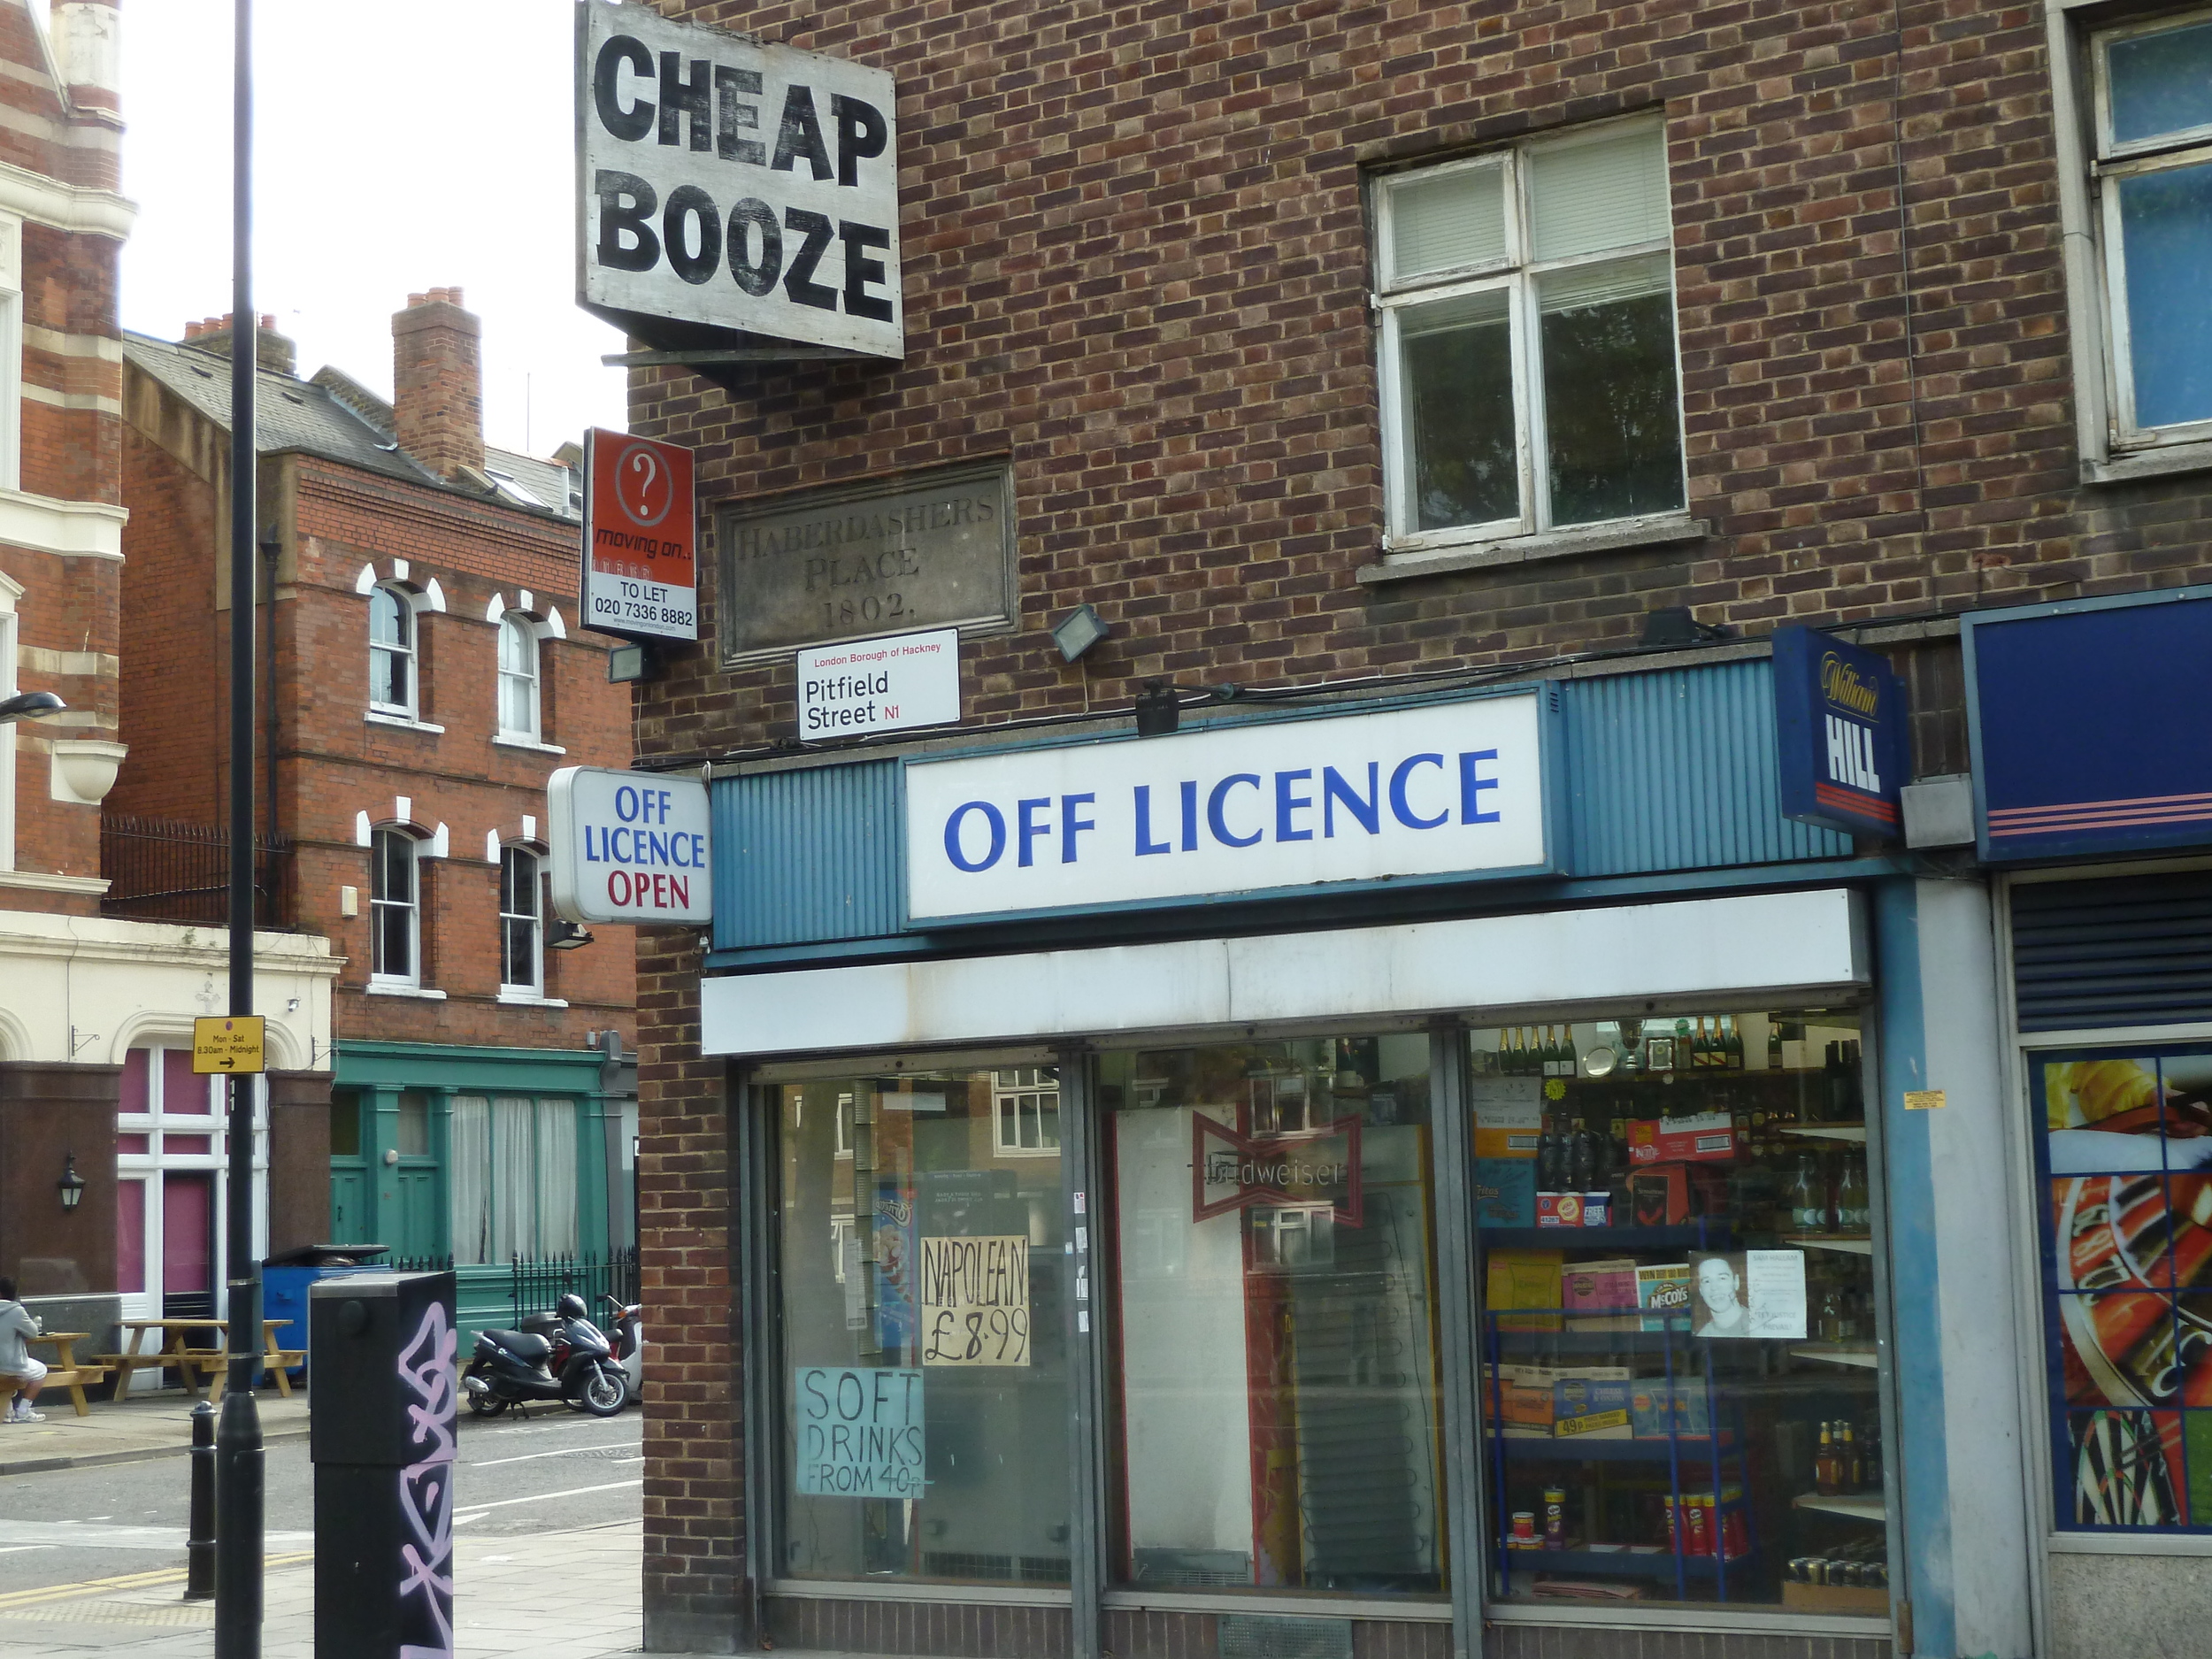 CHEAP
BOOZE
?
moving on..
TO LET
020 7336 8882
HABERDASHERS
PLACE
1802.
London Borough of Hackney
Pitfield
Street N1
OFF
LICENCE
OPEN
OFF LICENCE
William
HILL
Mon - Sat
8.30am - Midnight
Budweiser
NAPOLEAN
£8.99
SOFT
DRINKS
FROM 40p
McCOYS
49p